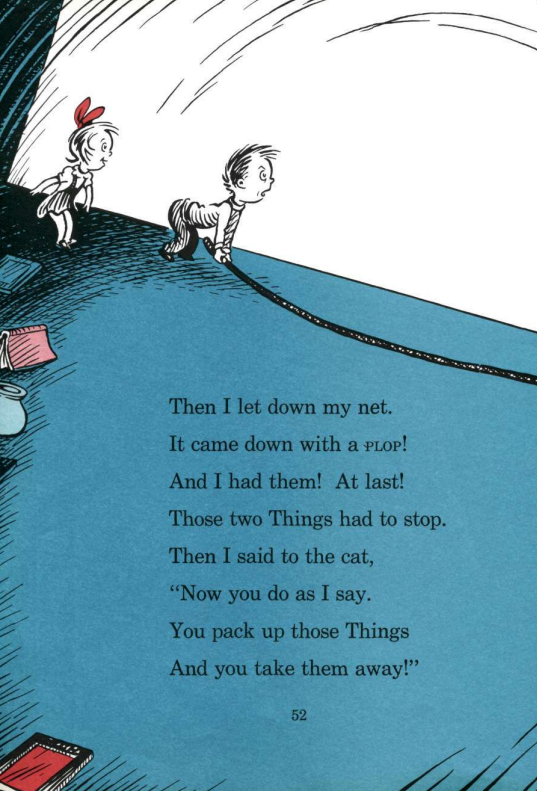 Then I let down my net.
It came down with a PLOP!
And I had them! At last!
Those two Things had to stop.
Then I said to the cat,
“Now you do as I say.
You pack up those Things
And you take them away!”
52